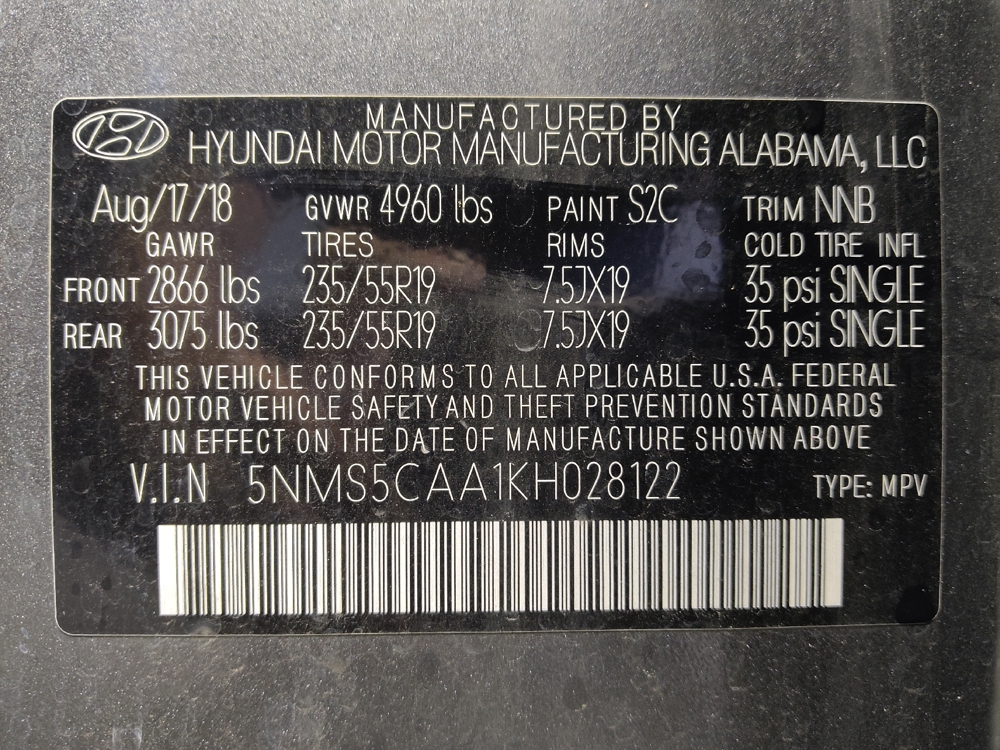 MANUFACTURED BY
HYUNDAI MOTOR MANUFACTURING ALABAMA, LLC
Aug/17/18 GVWR 4960 lbs PAINT S2C TRIM NNB
GAWR TIRES RIMS COLD TIRE INFL
FRONT 2866 lbs 235/55R19 7.5JX19 35 psi SINGLE
REAR 3075 lbs 235/55R19 7.5JX19 35 psi SINGLE
THIS VEHICLE CONFORMS TO ALL APPLICABLE U.S.A. FEDERAL
MOTOR VEHICLE SAFETY AND THEFT PREVENTION STANDARDS
IN EFFECT ON THE DATE OF MANUFACTURE SHOWN ABOVE
V.I.N 5NMS5CAA1KH028122 TYPE: MPV